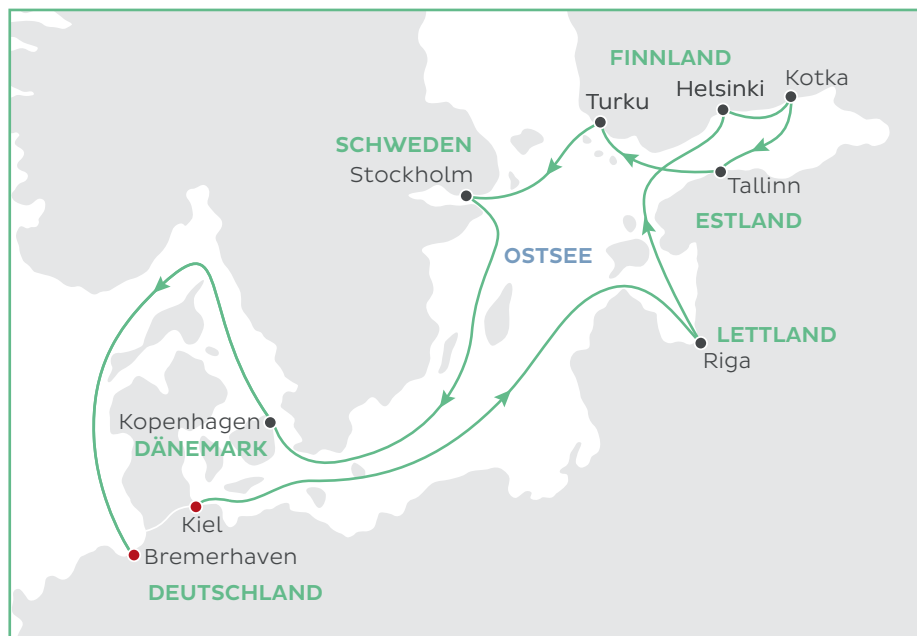 FINNLAND
Kotka
Helsinki
Turku
SCHWEDEN
Stockholm
Tallinn
ESTLAND
OSTSEE
LETTLAND
Riga
Kopenhagen
DÄNEMARK
Kiel
Bremerhaven
DEUTSCHLAND